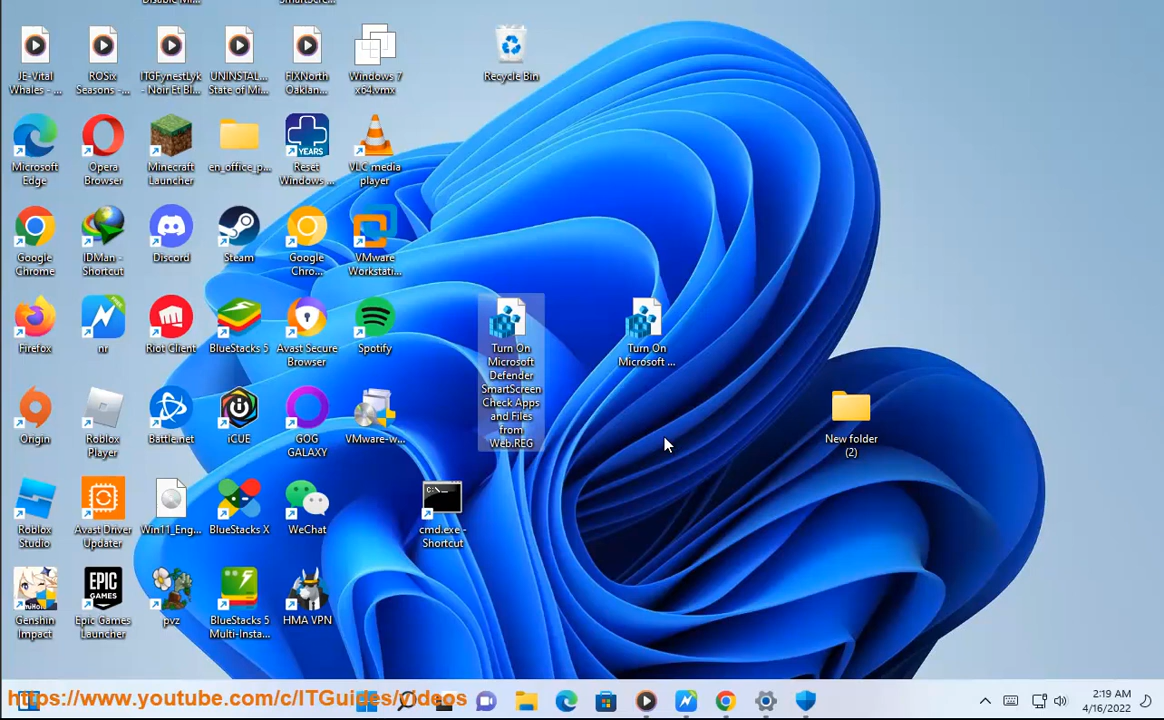 Disable Mi...
SmartScre...
Recycle Bin
JE-Vital
Whales - ...
ROSix
Seasons -...
ITGFynestLyk
- Noir Et Bl...
UNINSTAL...
State of Mi...
FIXNorth
Oaklan...
Windows 7
x64.vmx
Microsoft
Edge
Opera
Browser
Minecraft
Launcher
en_office_p...
YEARS
Reset
Windows ...
VLC media
player
Google
Chrome
IDMan -
Shortcut
Discord
Steam
Google
Chro...
VMware
Workstati...
Firefox
FREE
nr
Riot Client
BlueStacks 5
Avast Secure
Browser
Spotify
Turn On
Microsoft
Defender
SmartScreen
Check Apps
and Files
from
Web.REG
Turn On
Microsoft ...
Origin
Roblox
Player
Battle.net
iCUE
GOG
GALAXY
VMware-w...
New folder
(2)
Roblox
Studio
Avast Driver
Updater
Win11_Eng...
BlueStacks X
WeChat
C:\_
cmd.exe -
Shortcut
Genshin
Impact
EPIC
GAMES
Epic Games
Launcher
pvz
BlueStacks 5
Multi-Insta...
HMA VPN
https://www.youtube.com/c/ITGuides/videos
2:19 AM
4/16/2022